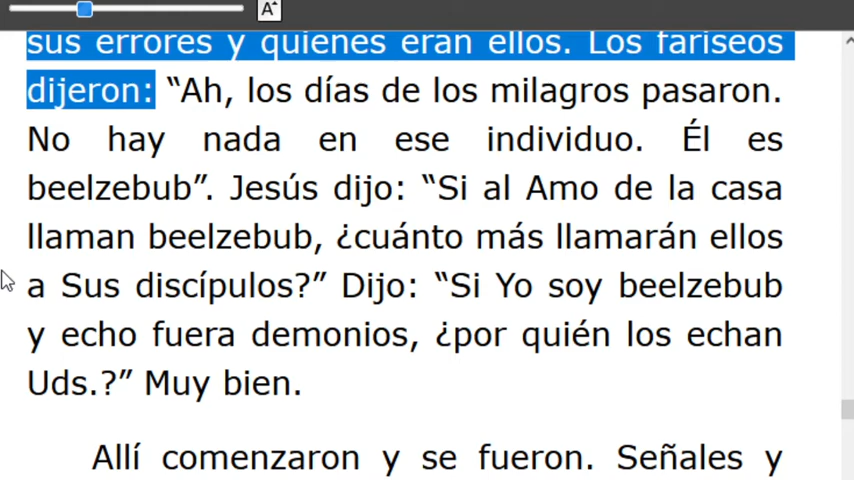 A
sus errores y quienes eran ellos. Los fariseos
dijeron: “Ah, los días de los milagros pasaron.
No hay nada en ese individuo. Él es
beelzebub”. Jesús dijo: “Si al Amo de la casa
llaman beelzebub, ¿cuánto más llamarán ellos
a Sus discípulos?” Dijo: “Si Yo soy beelzebub
y echo fuera demonios, ¿por quién los echan
Uds.?” Muy bien.
Allí comenzaron y se fueron. Señales y